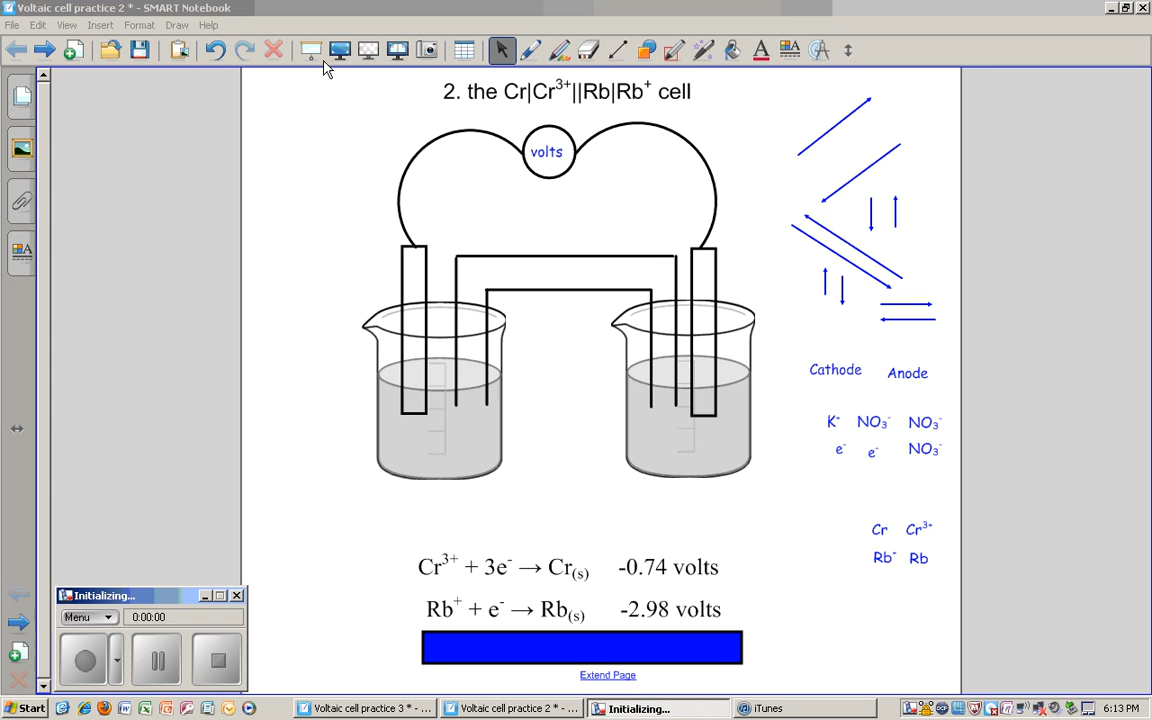 Voltaic cell practice 2 * - SMART Notebook
File Edit View Insert Format Draw Help
2. the Cr|Cr³⁺||Rb|Rb⁺ cell
volts
Cathode Anode
K⁺ NO₃⁻ NO₃⁻
e⁻ e⁻ NO₃⁻
Cr Cr³⁺
Rb⁺ Rb
Cr³⁺ + 3e⁻ → Cr(s) -0.74 volts
Rb⁺ + e⁻ → Rb(s) -2.98 volts
Extend Page
Initializing...
Menu 0:00:00
Start Voltaic cell practice 3 * - ... Voltaic cell practice 2 * - ... Initializing... iTunes 6:13 PM